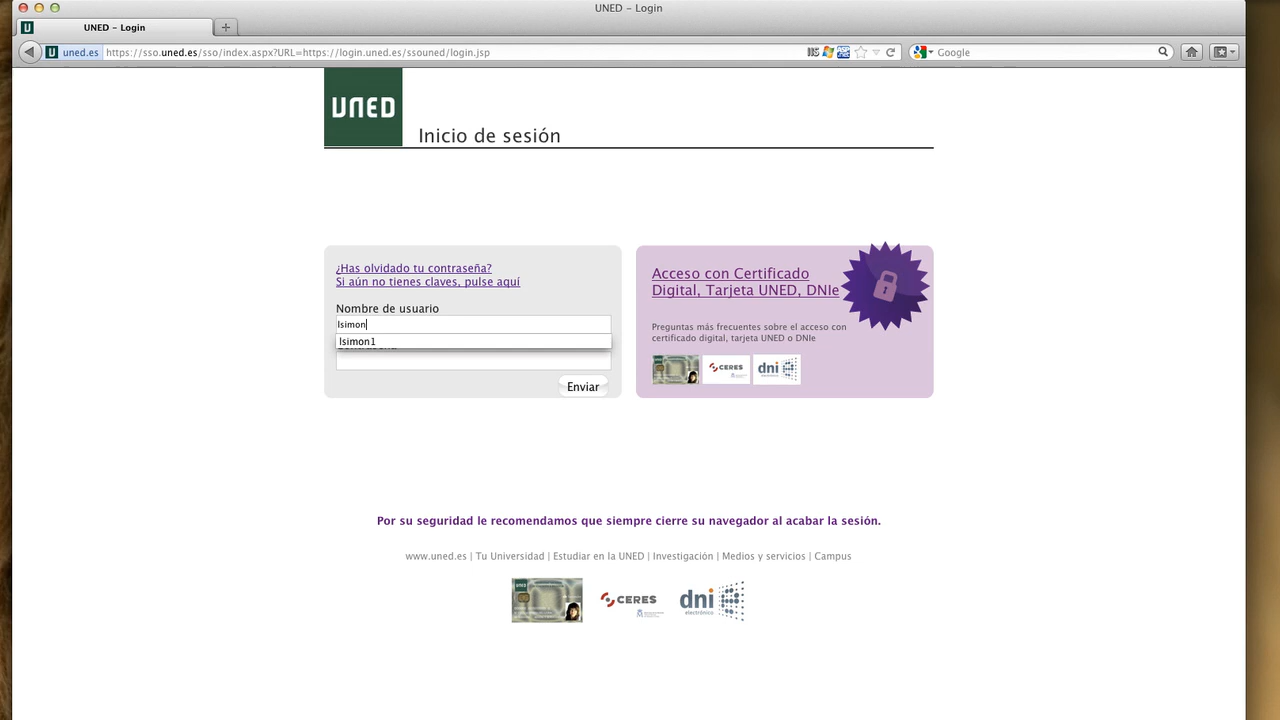 UNED – Login
UNED – Login
uned.es https://sso.uned.es/sso/index.aspx?URL=https://login.uned.es/ssouned/login.jsp
Google
UNED
Inicio de sesión
¿Has olvidado tu contraseña?
Si aún no tienes claves, pulse aquí
Nombre de usuario
lsimon
lsimon1
Enviar
Acceso con Certificado
Digital, Tarjeta UNED, DNIe
Preguntas más frecuentes sobre el acceso con
certificado digital, tarjeta UNED o DNIe
CERES
dni
Por su seguridad le recomendamos que siempre cierre su navegador al acabar la sesión.
www.uned.es | Tu Universidad | Estudiar en la UNED | Investigación | Medios y servicios | Campus
UNED
CERES
dni
electrónico